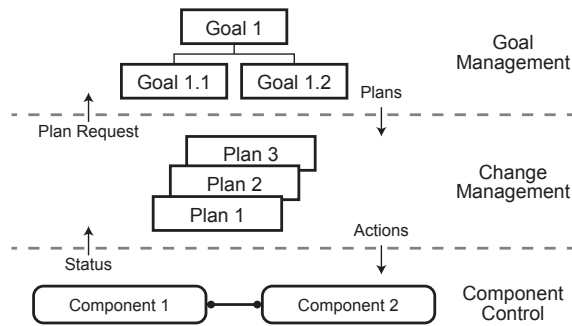 Goal 1
Goal
Management
Goal 1.1
Goal 1.2
Plans
Plan Request
Plan 3
Plan 2
Plan 1
Change
Management
Actions
Status
Component 1
Component 2
Component
Control